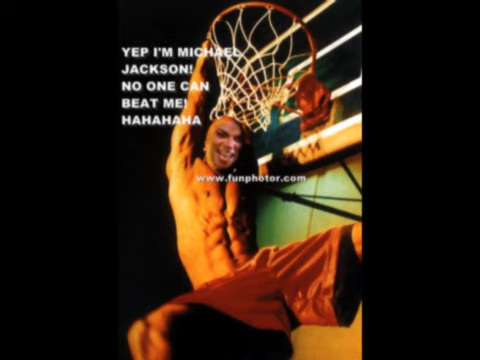 YEP I'M MICHAEL
JACKSON!
NO ONE CAN
BEAT ME!
HAHAHAHA
www.funphotor.com